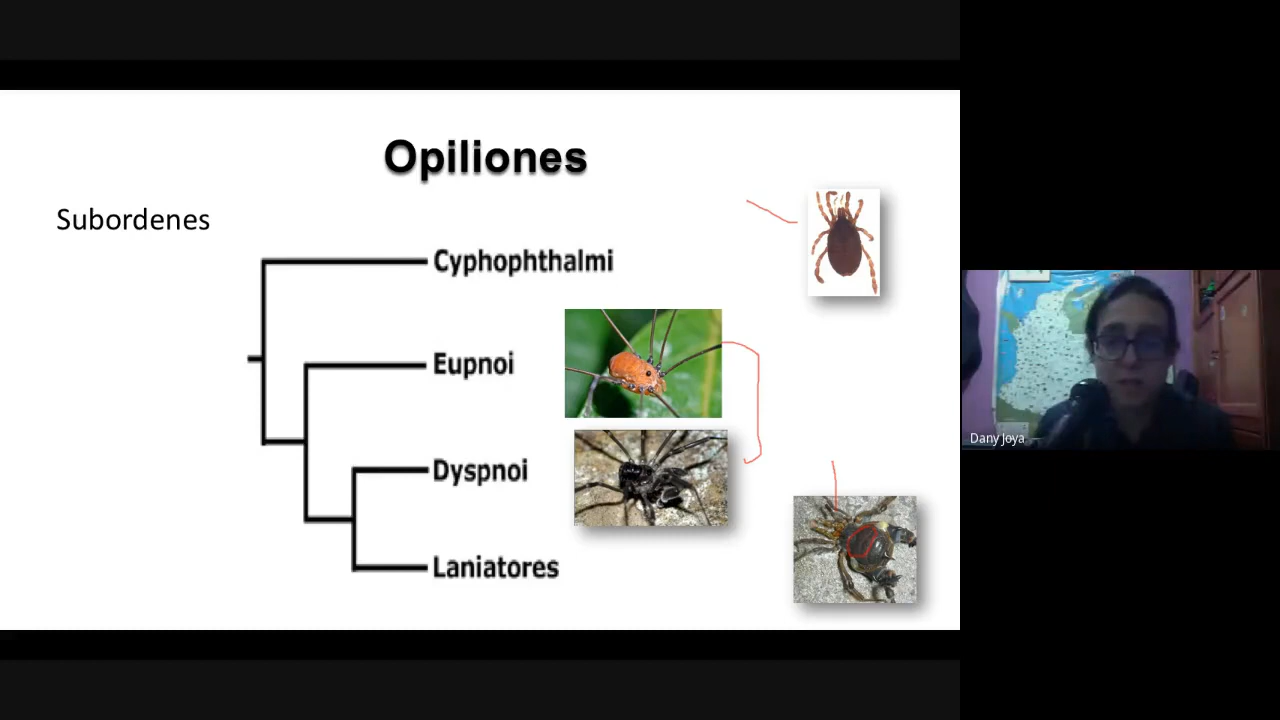 Opiliones
Subordenes
Cyphophthalmi
Eupnoi
Dyspnoi
Laniatores
Dany Joya